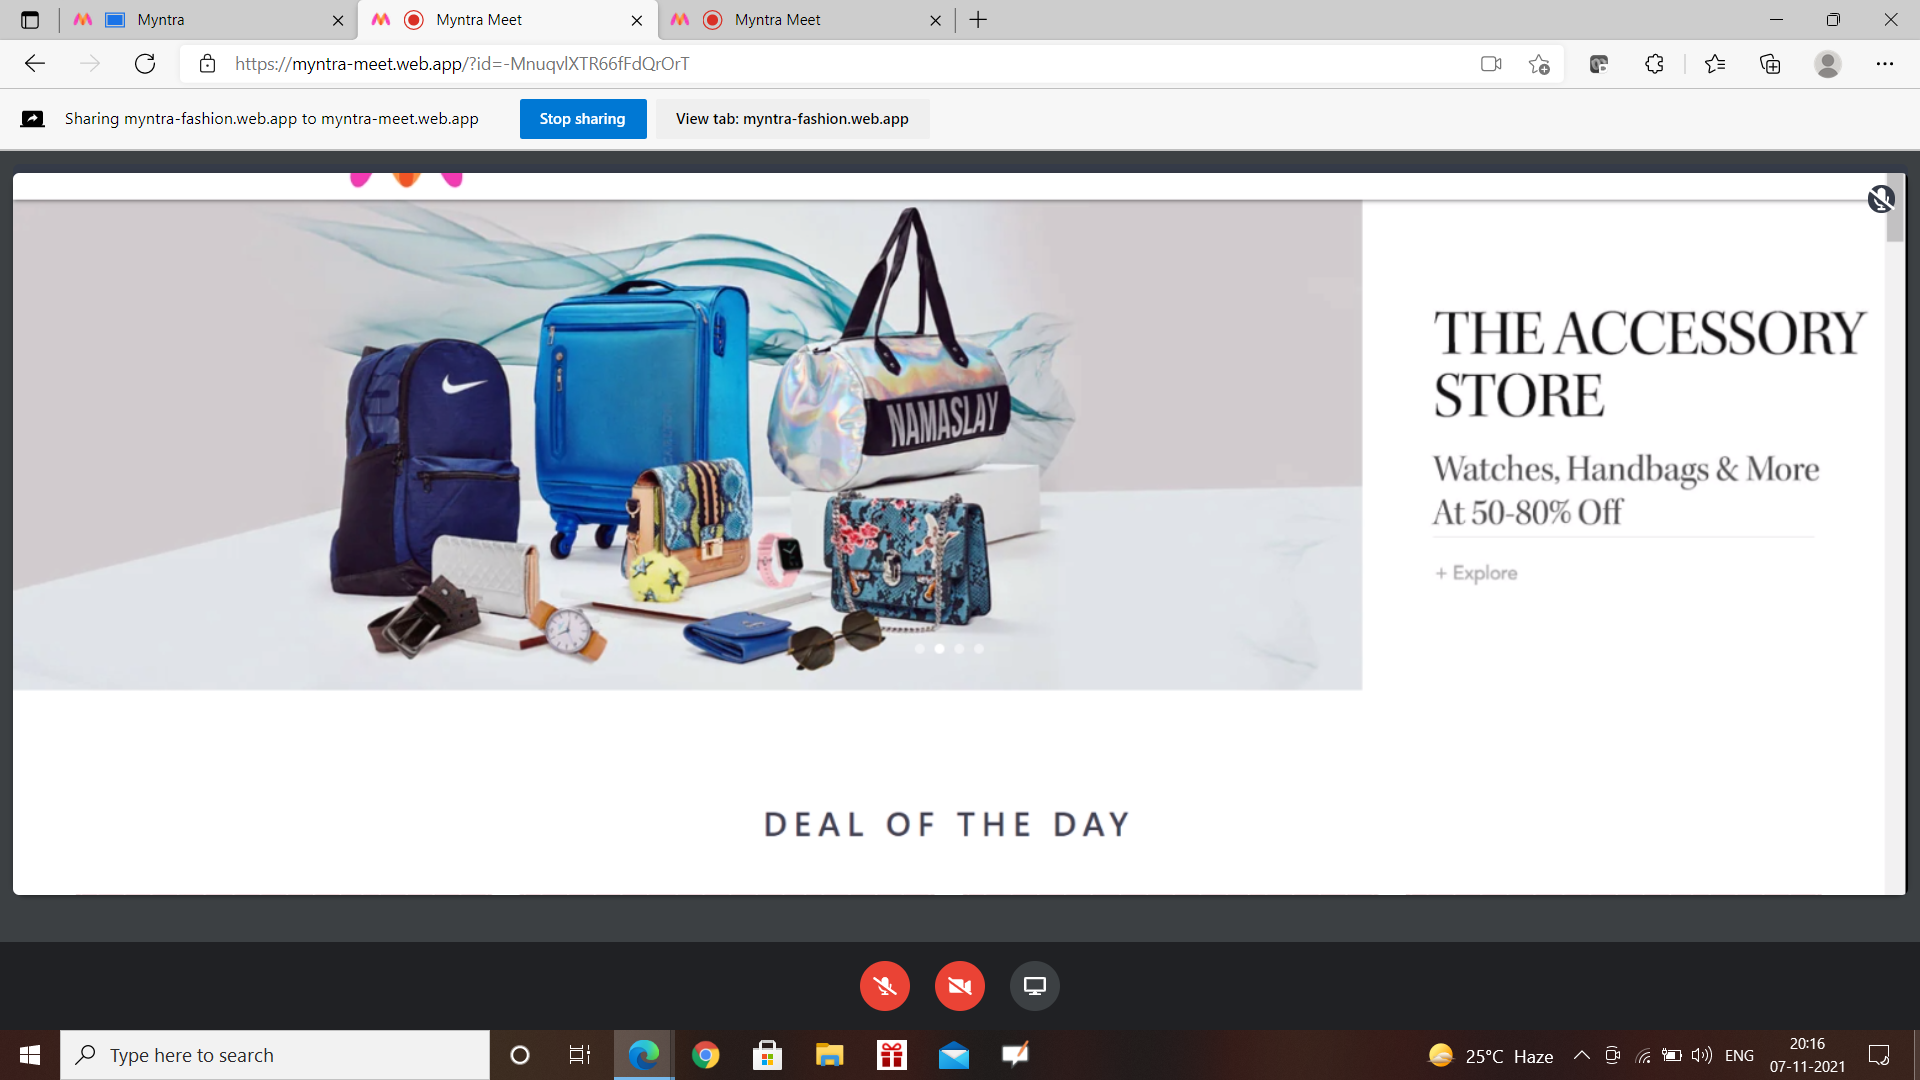 Myntra
Myntra Meet
Myntra Meet
https://myntra-meet.web.app/?id=-MnuqvlXTR66fFdQrOrT
Sharing myntra-fashion.web.app to myntra-meet.web.app
Stop sharing
View tab: myntra-fashion.web.app
NAMASLAY
THE ACCESSORY
STORE
Watches, Handbags & More
At 50-80% Off
+ Explore
DEAL OF THE DAY
Type here to search
25°C Haze
ENG
20:16
07-11-2021